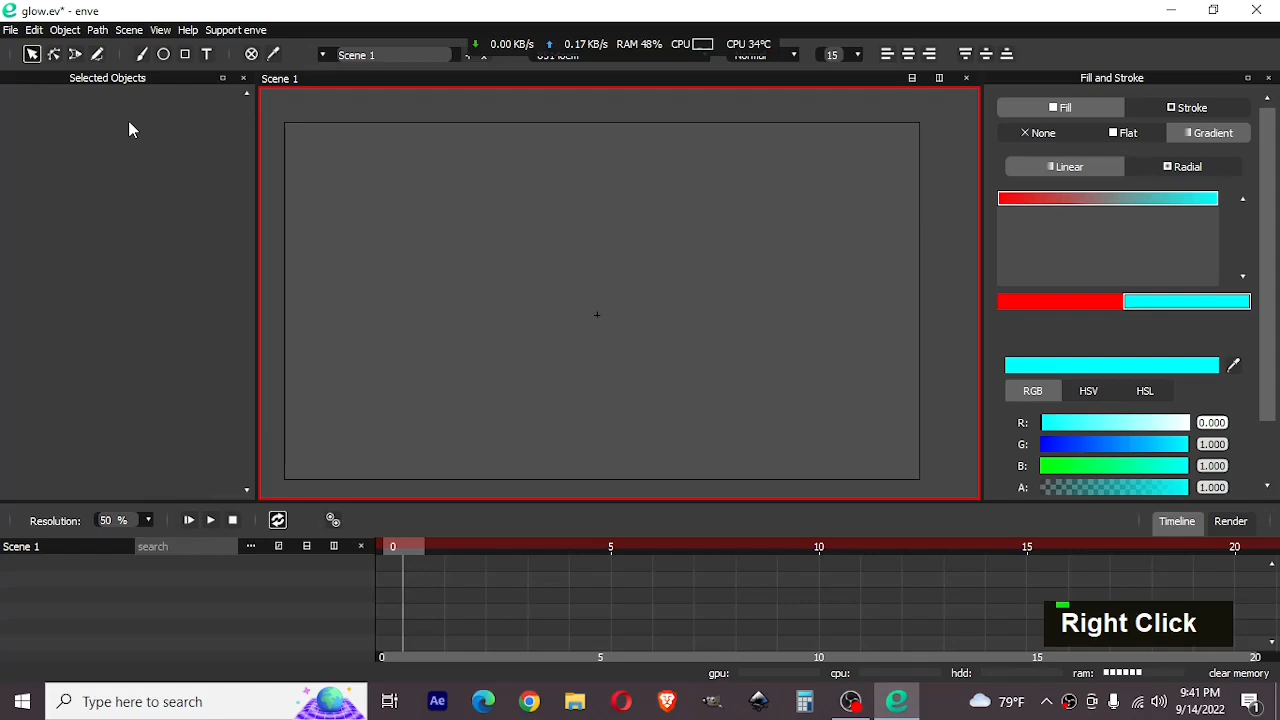 glow.ev* - enve
File Edit Object Path Scene View Help Support enve
Scene 1 0.00 KB/s 0.17 KB/s RAM 48% CPU CPU 34°C 15
Selected Objects
Scene 1
Fill and Stroke
Fill Stroke
None Flat Gradient
Linear Radial
RGB HSV HSL
R: 0.000
G: 1.000
B: 1.000
A: 1.000
Resolution: 50 % Timeline Render
Scene 1 search ... 0 5 10 15 20
Right Click
0 5 10 15 20
gpu: cpu: hdd: ram: clear memory
Type here to search Ae 79°F 9:41 PM
9/14/2022 1